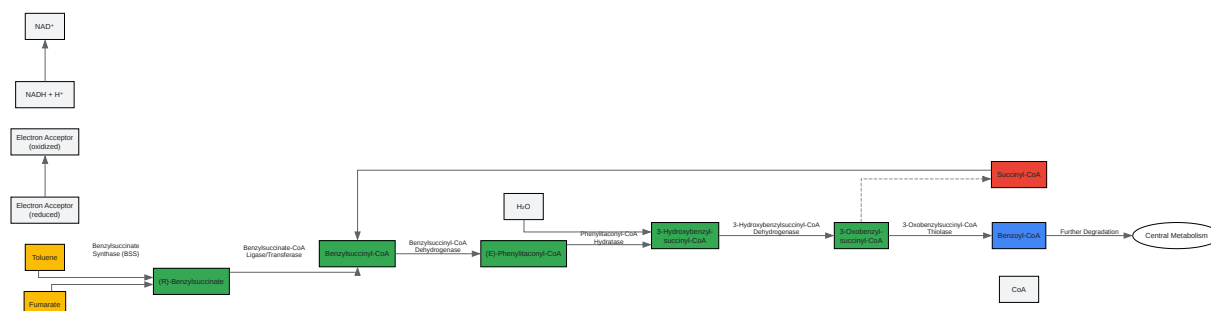 NAD⁺
NADH + H⁺
Electron Acceptor
(oxidized)
Electron Acceptor
(reduced)
Toluene
Fumarate
Benzylsuccinate
Synthase (BSS)
(R)-Benzylsuccinate
Benzylsuccinate-CoA
Ligase/Transferase
Benzylsuccinyl-CoA
Benzylsuccinyl-CoA
Dehydrogenase
(E)-Phenylitaconyl-CoA
H₂O
Phenylitaconyl-CoA
Hydratase
3-Hydroxybenzyl-
succinyl-CoA
3-Hydroxybenzylsuccinyl-CoA
Dehydrogenase
3-Oxobenzyl-
succinyl-CoA
3-Oxobenzylsuccinyl-CoA
Thiolase
Succinyl-CoA
Benzoyl-CoA
CoA
Further Degradation
Central Metabolism